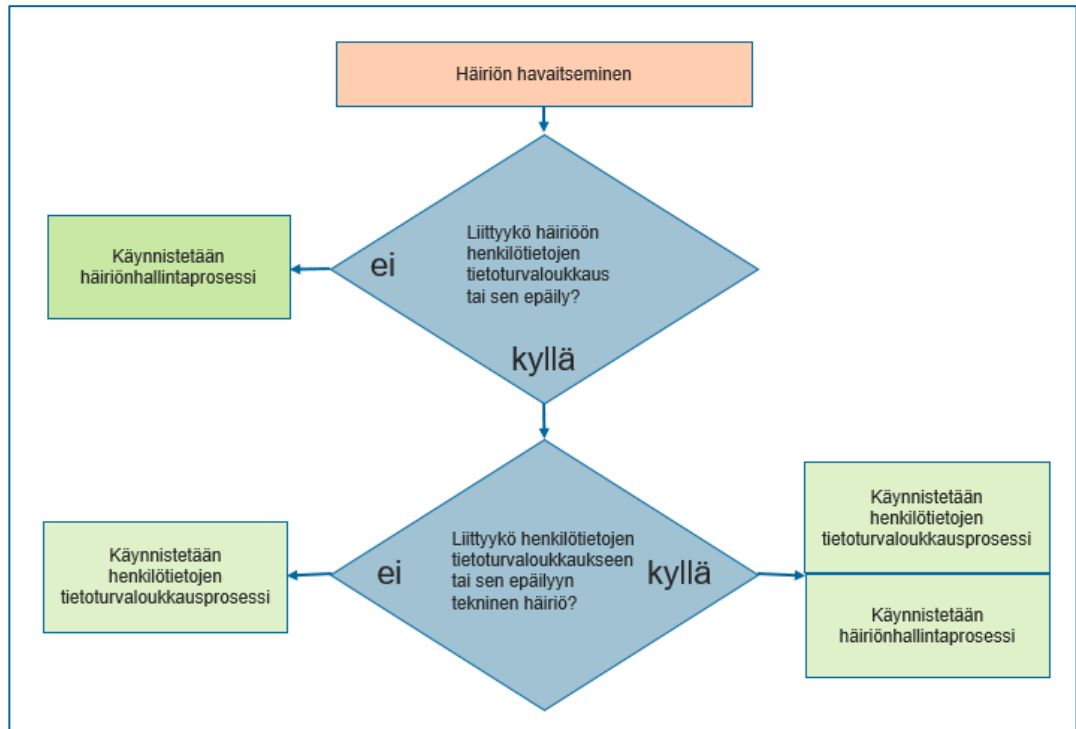 Häiriön havaitseminen
Liittyykö häiriöön
henkilötietojen
tietoturvaloukkaus
tai sen epäily?
ei
kyllä
Käynnistetään
häiriönhallintaprosessi
Liittyykö henkilötietojen
tietoturvaloukkaukseen
tai sen epäilyyn
tekninen häiriö?
ei
kyllä
Käynnistetään
henkilötietojen
tietoturvaloukkausprosessi
Käynnistetään
henkilötietojen
tietoturvaloukkausprosessi
Käynnistetään
häiriönhallintaprosessi